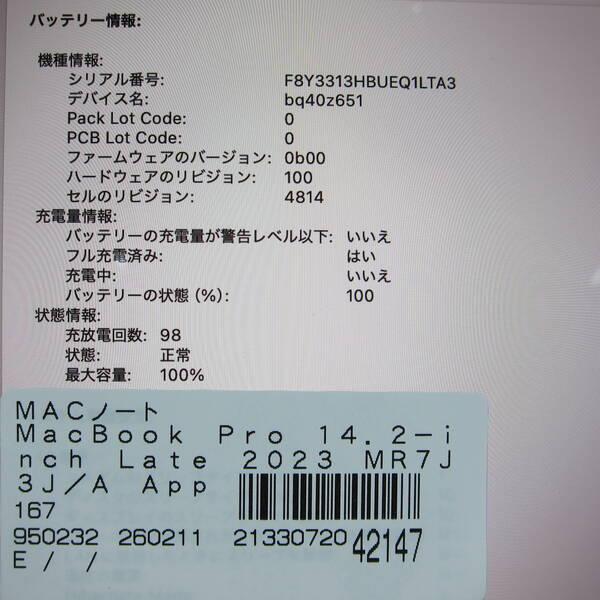 バッテリー情報:
機種情報:
シリアル番号: F8Y3313HBUEQ1LTA3
デバイス名: bq40z651
Pack Lot Code: 0
PCB Lot Code: 0
ファームウェアのバージョン: 0b00
ハードウェアのリビジョン: 100
セルのリビジョン: 4814
充電量情報:
バッテリーの充電量が警告レベル以下: いいえ
フル充電済み: はい
充電中: いいえ
バッテリーの状態 (%): 100
状態情報:
充放電回数: 98
状態: 正常
最大容量: 100%
MACノート
MacBook Pro 14.2-i
nch Late 2023 MR7J
3J/A App
167
950232 260211 21330720 42147
E / /